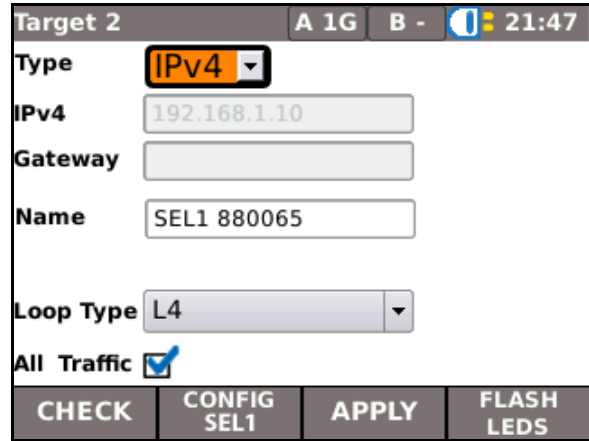 Target 2 A 1G B - 21:47
Type IPv4
IPv4 192.168.1.10
Gateway
Name SEL1 880065
Loop Type L4
All Traffic
CHECK CONFIG SEL1 APPLY FLASH LEDS